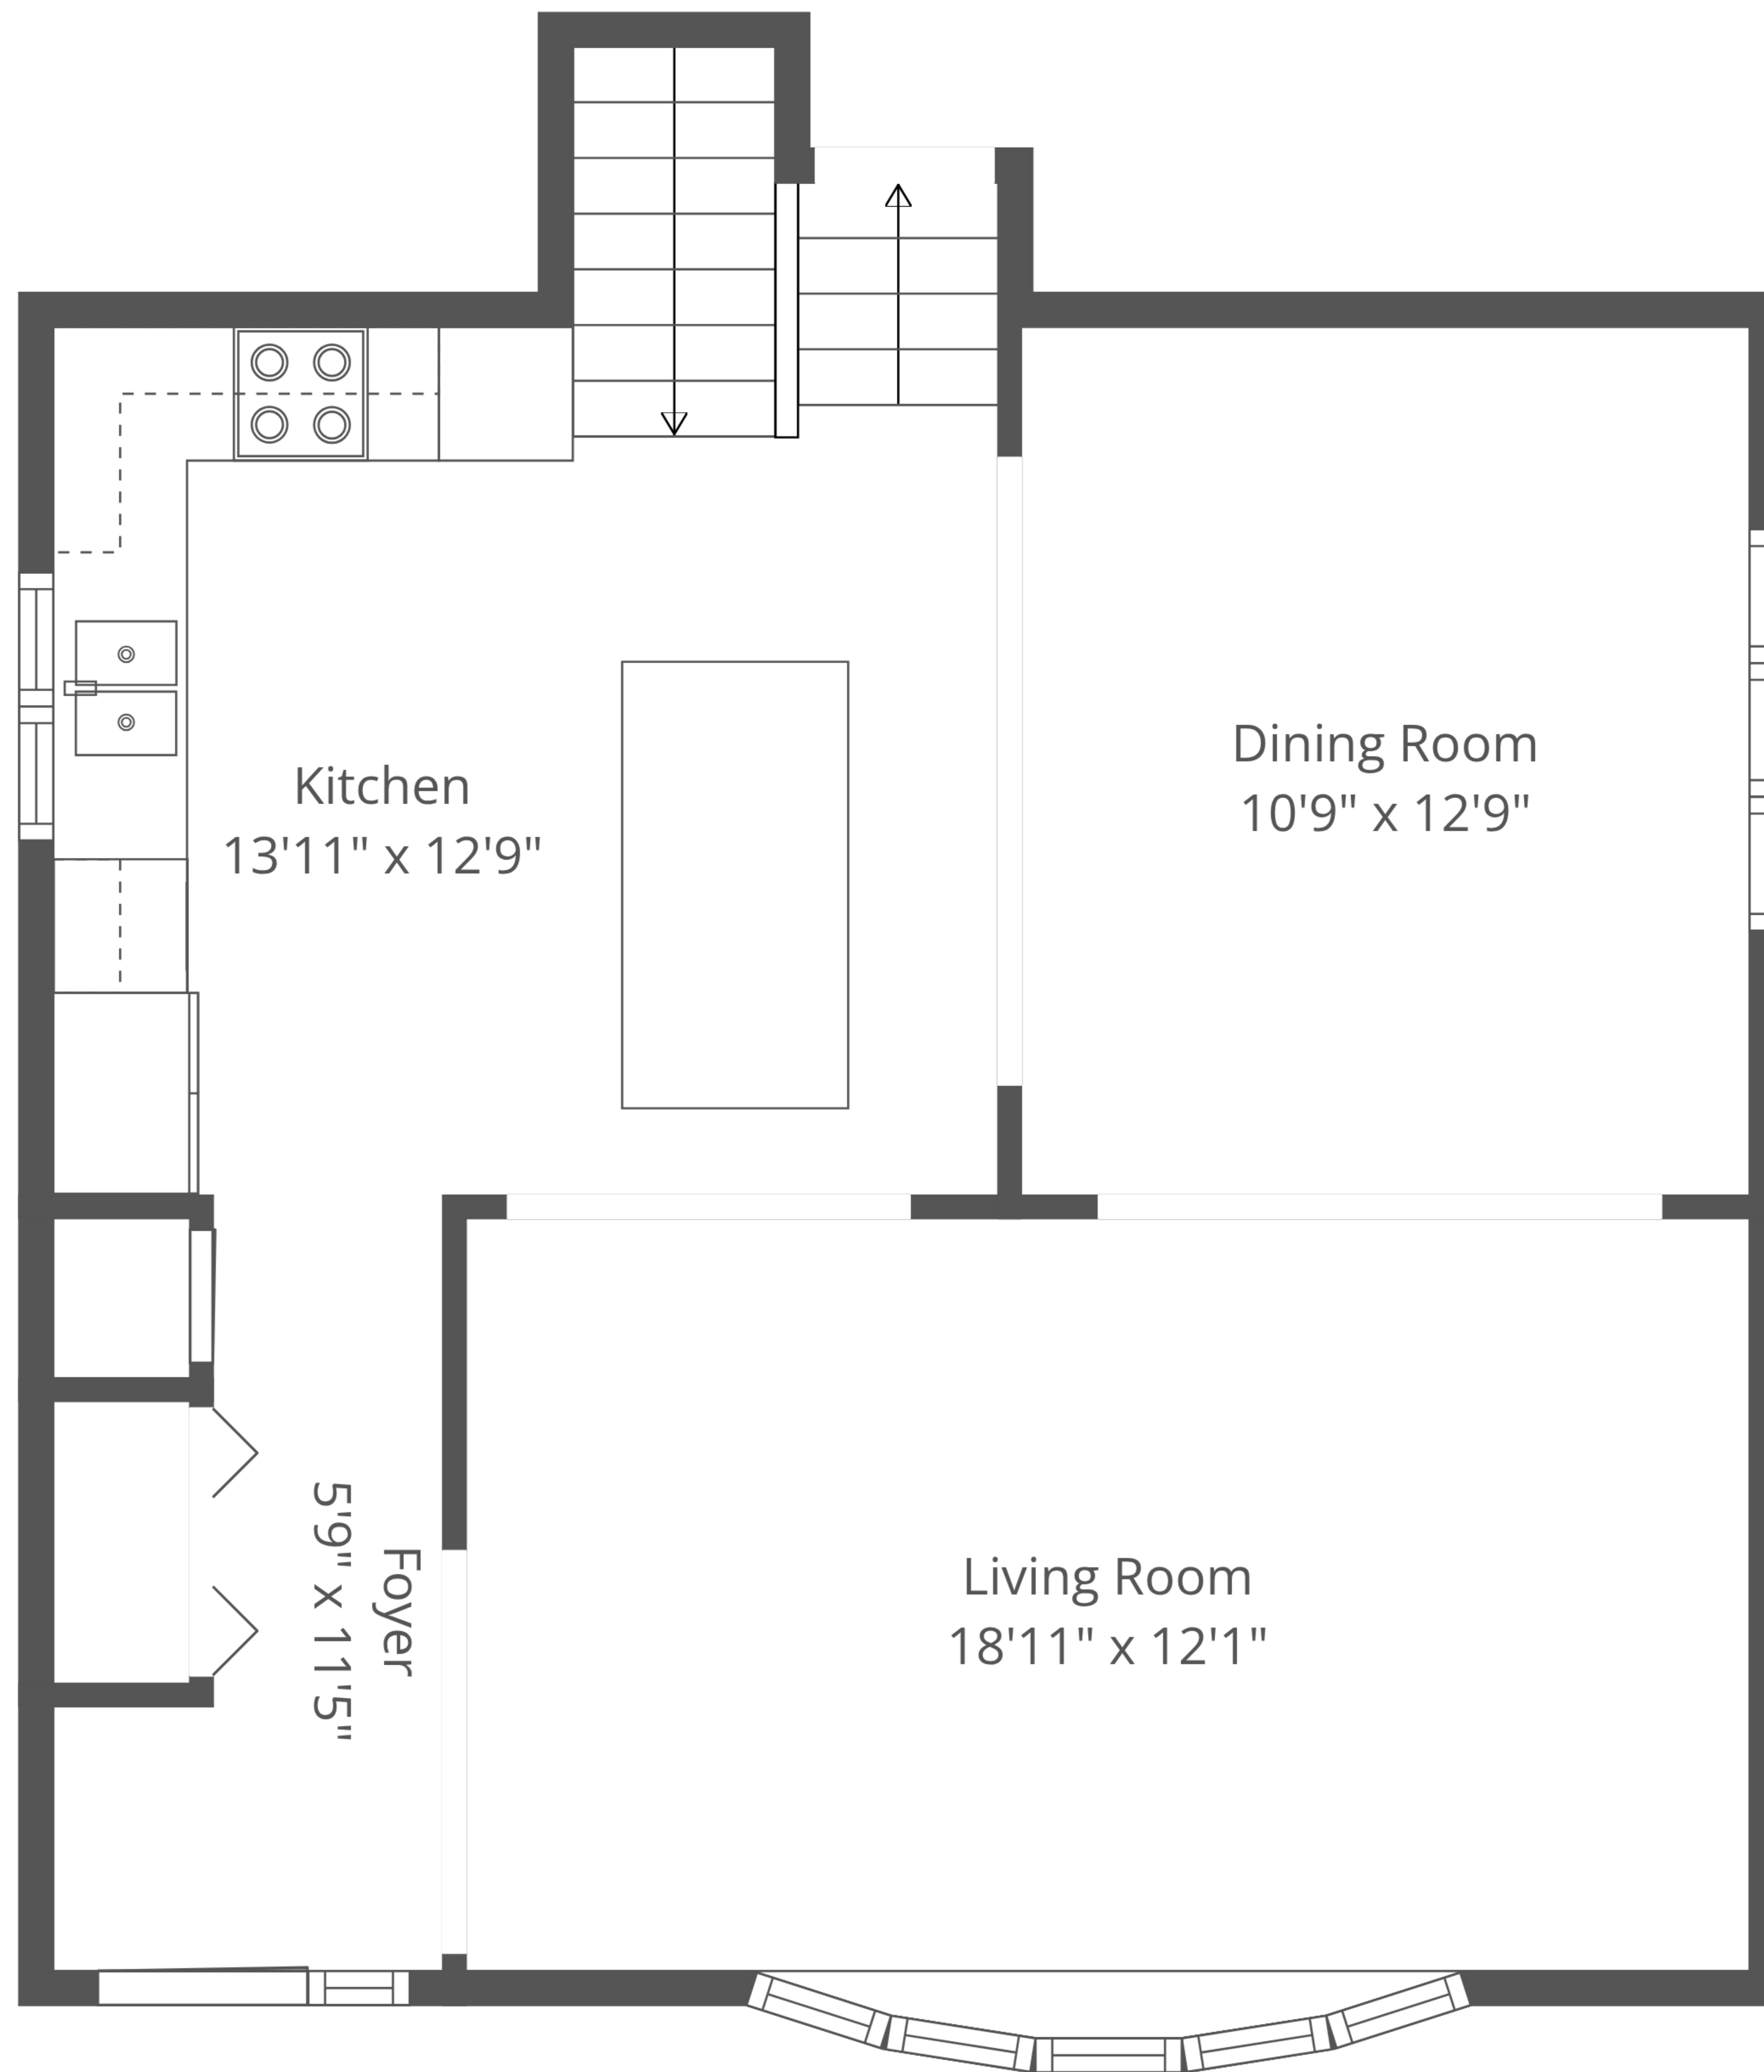 Dining Room
10'9" x 12'9"
Kitchen
13'11" x 12'9"
Foyer
5'9" x 11'5"
Living Room
18'11" x 12'1"